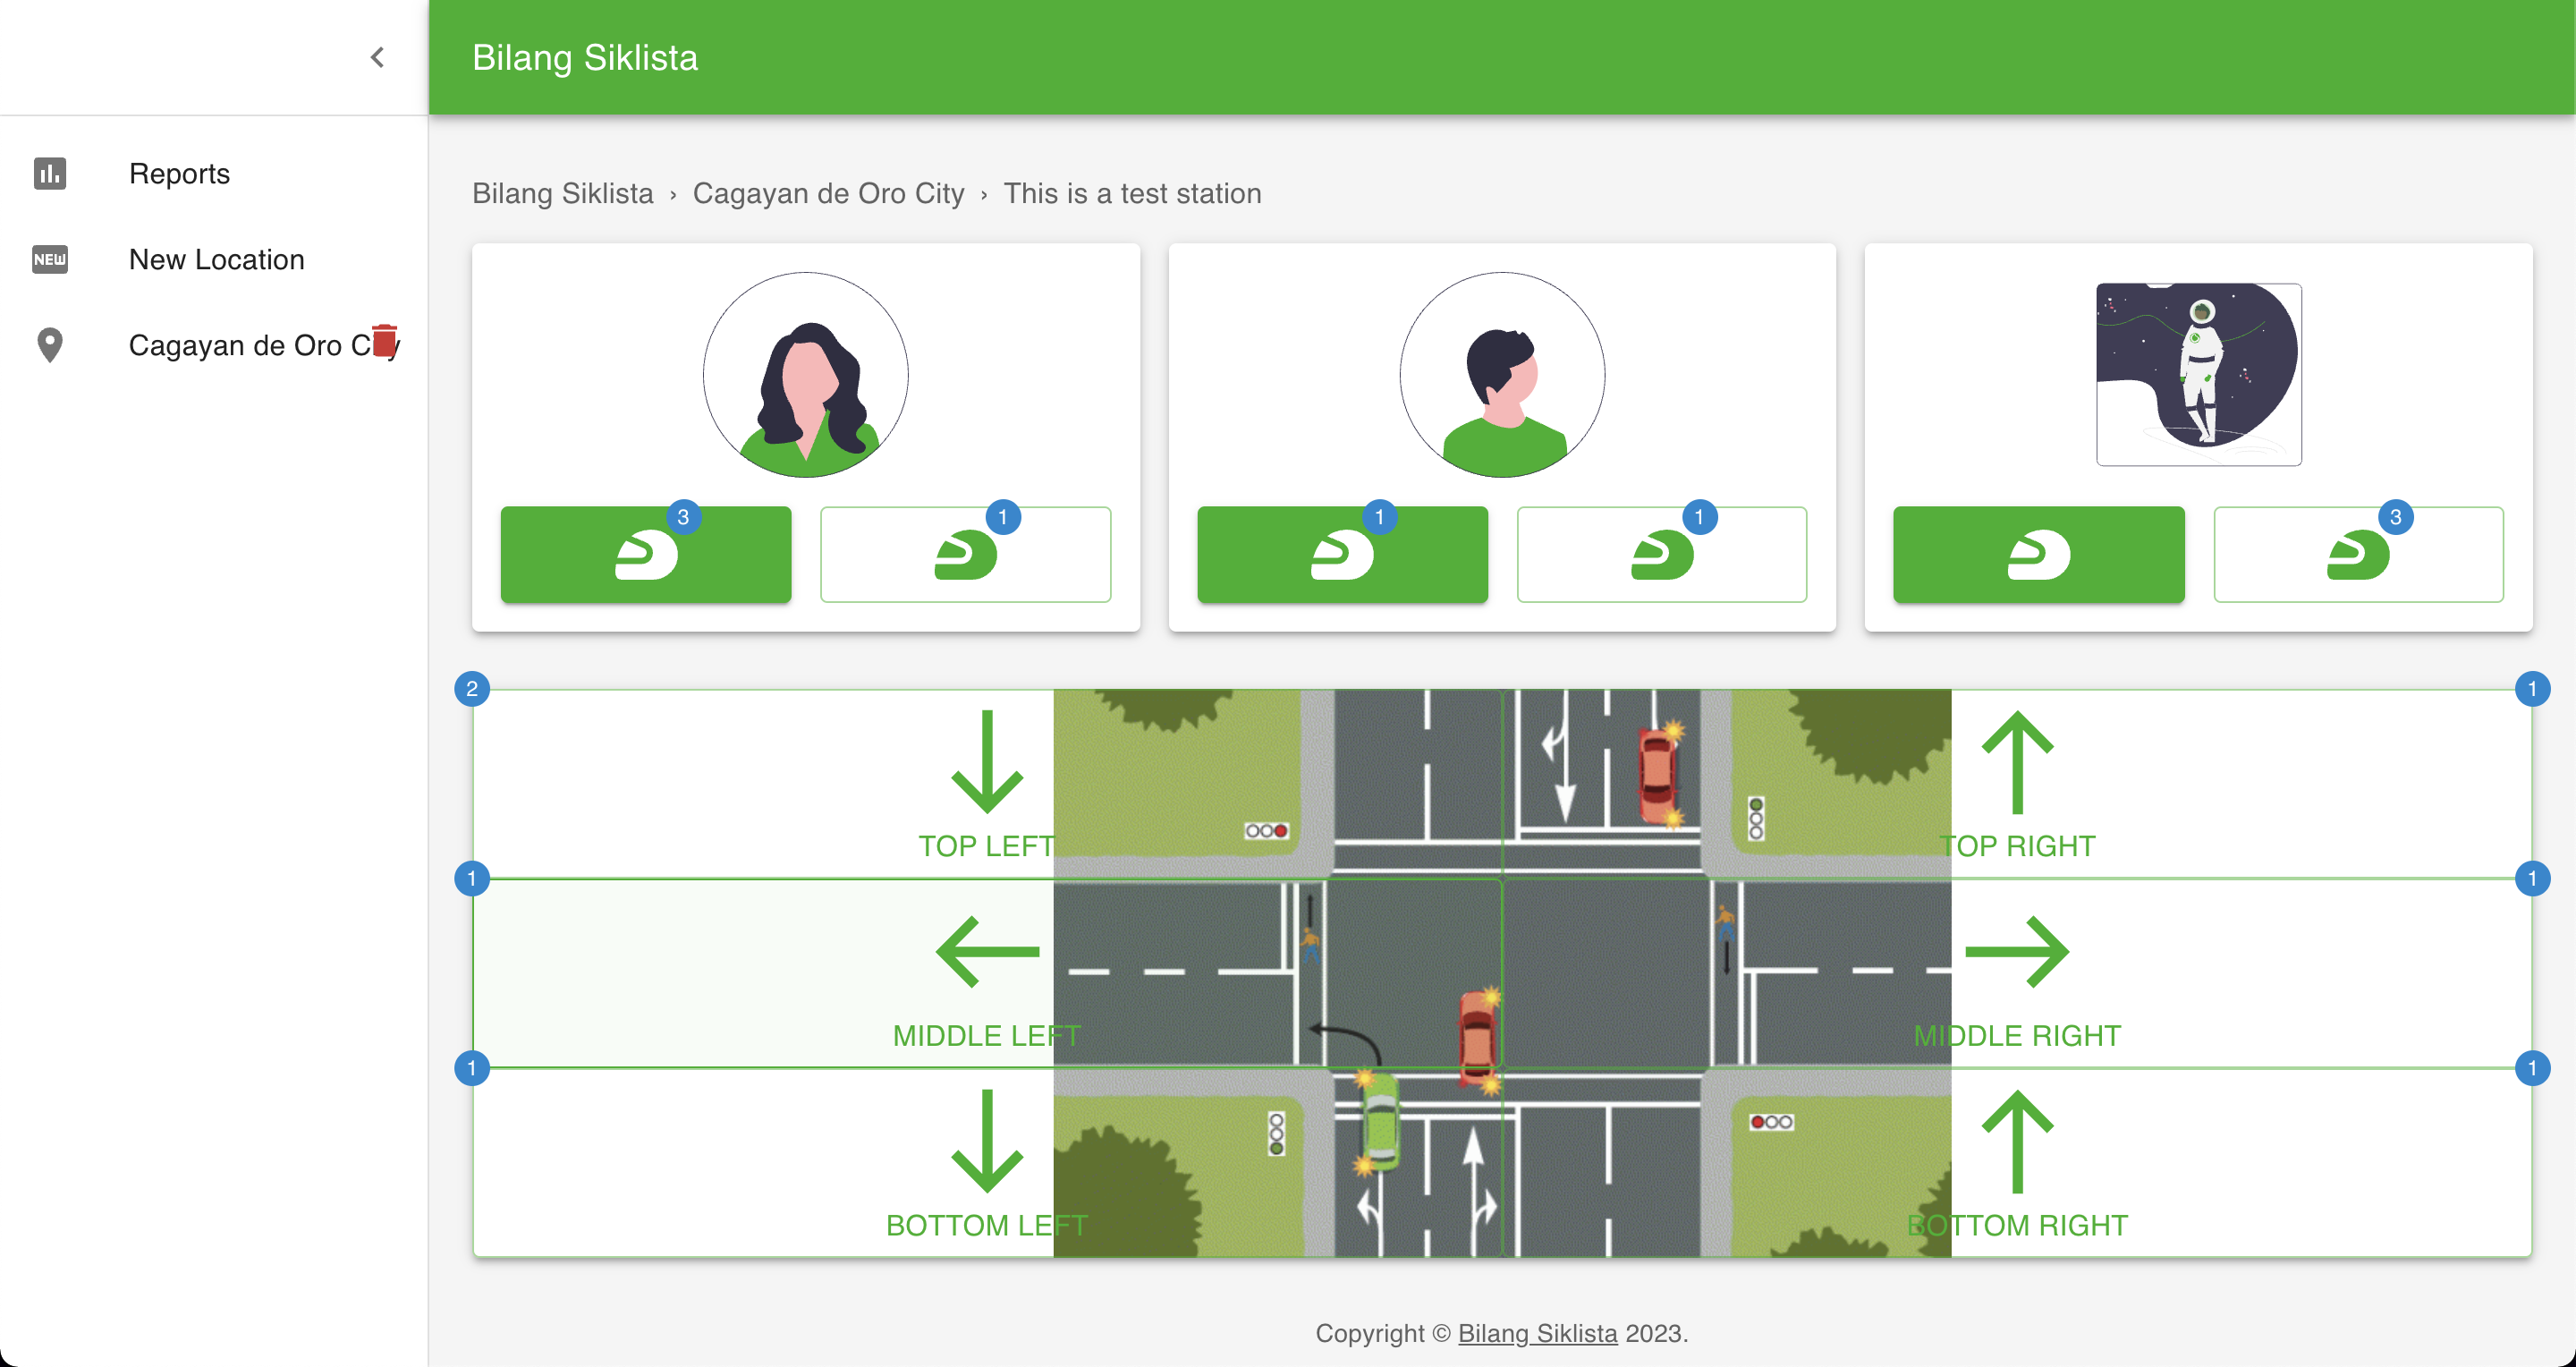 Bilang Siklista
Reports
NEW New Location
Cagayan de Oro City
Bilang Siklista › Cagayan de Oro City › This is a test station
3 1 1 1 3
2 1
TOP LEFT TOP RIGHT
1 1
MIDDLE LEFT MIDDLE RIGHT
1 1
BOTTOM LEFT BOTTOM RIGHT
Copyright © Bilang Siklista 2023.